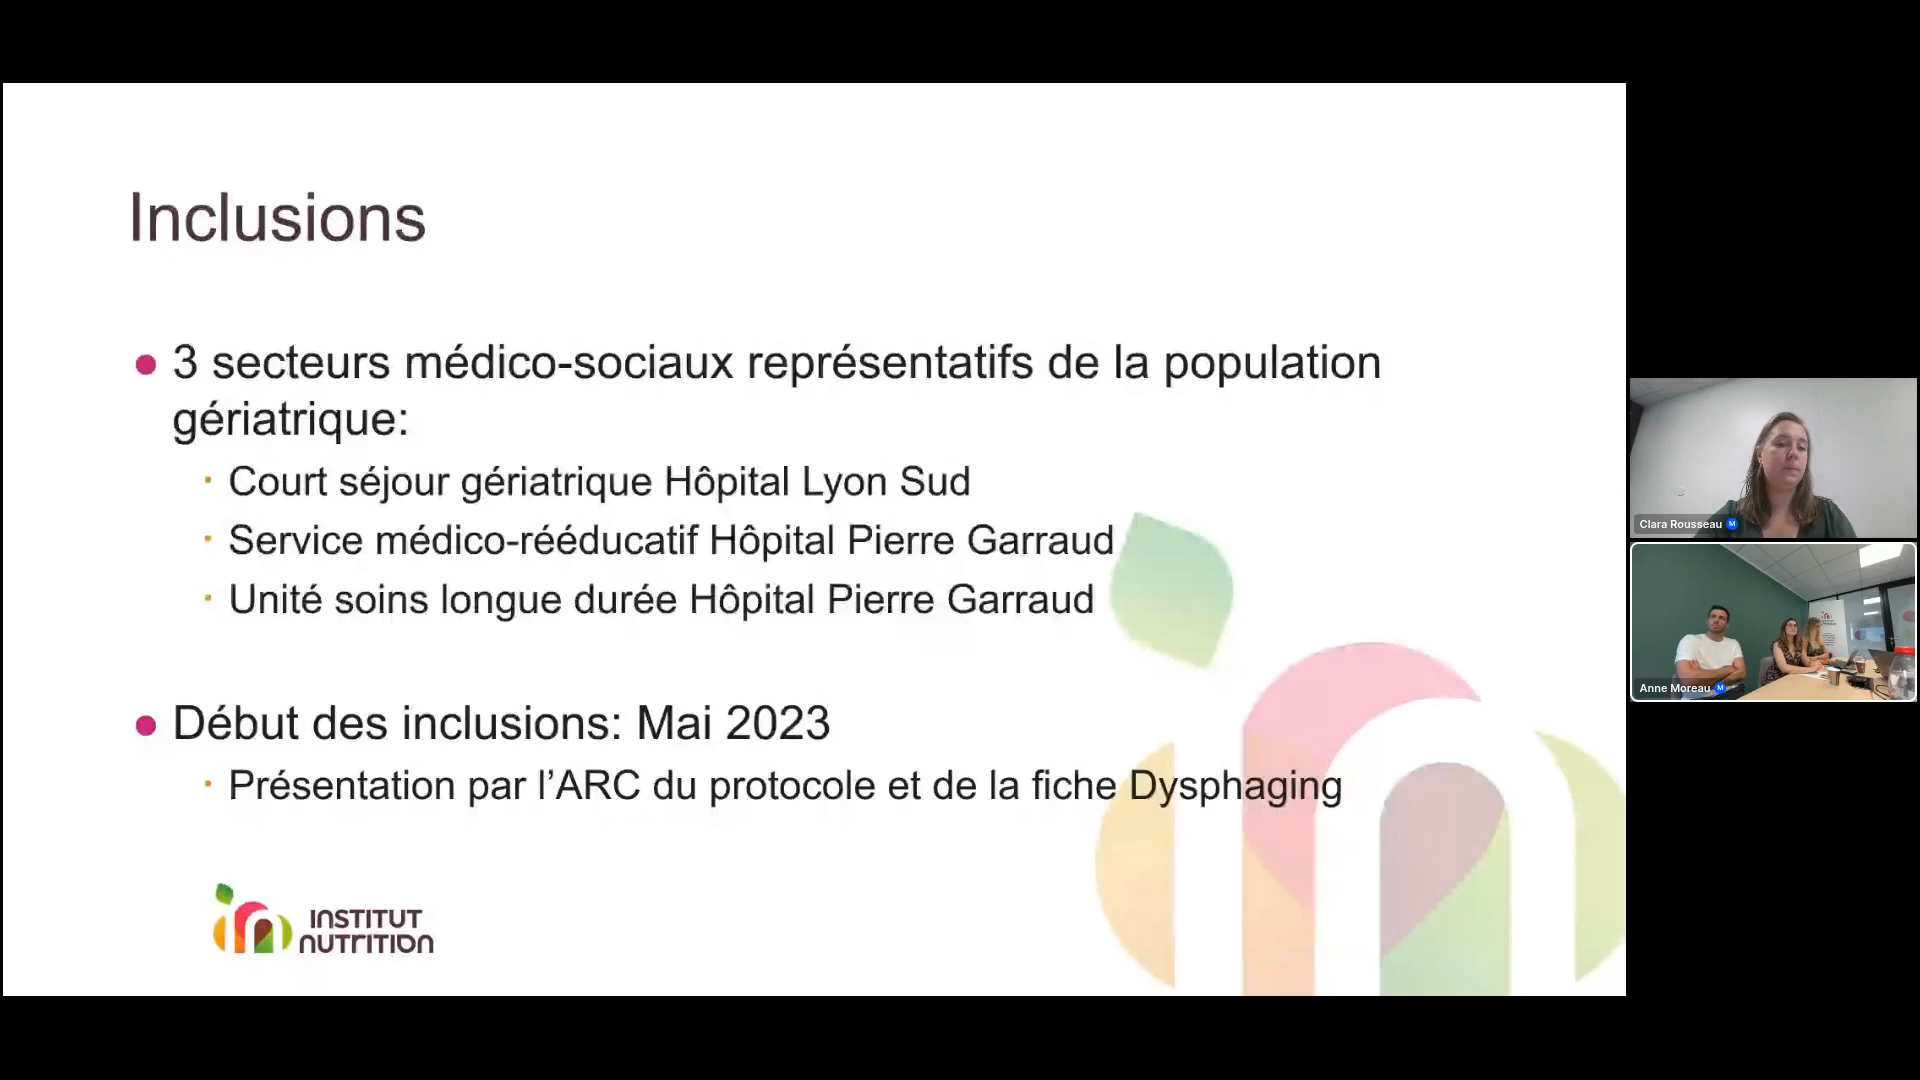 Inclusions
3 secteurs médico-sociaux représentatifs de la population
gériatrique:
Court séjour gériatrique Hôpital Lyon Sud
Service médico-rééducatif Hôpital Pierre Garraud
Unité soins longue durée Hôpital Pierre Garraud
Début des inclusions: Mai 2023
Présentation par l’ARC du protocole et de la fiche Dysphaging
INSTITUT
NUTRITION
Clara Rousseau M
Anne Moreau M